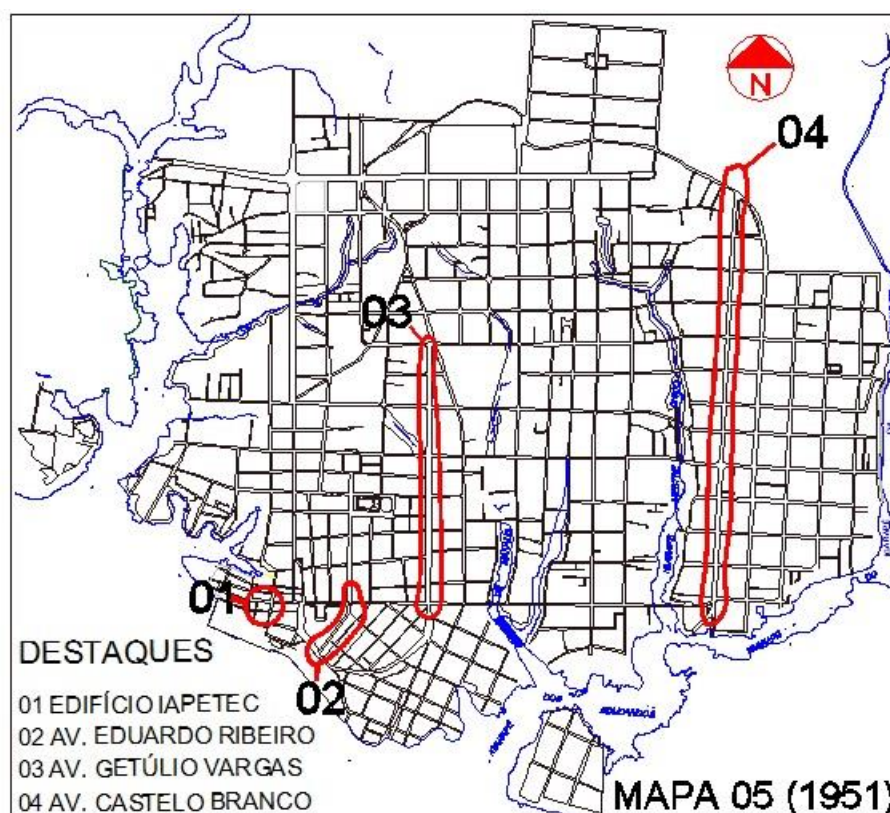 N
04
03
01
02
DESTAQUES
01 EDIFÍCIO IAPETEC
02 AV. EDUARDO RIBEIRO
03 AV. GETÚLIO VARGAS
04 AV. CASTELO BRANCO
MAPA 05 (1951)